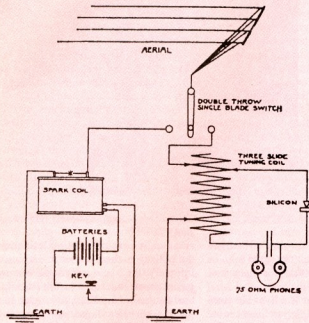 AERIAL
DOUBLE THROW
SINGLE BLADE SWITCH
THREE SLIDE
TUNING COIL
SPARK COIL
SILICON
BATTERIES
KEY
75 OHM PHONES
EARTH
EARTH